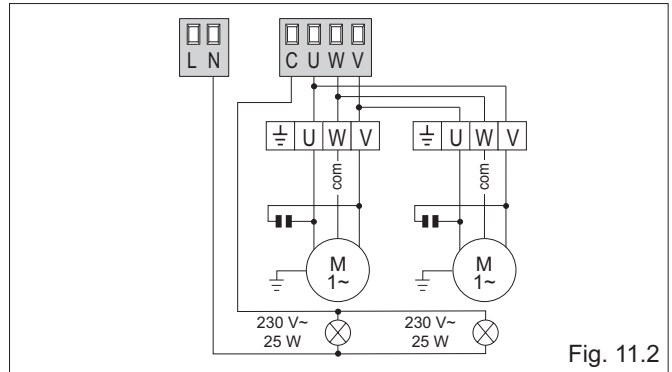 L N C U W V
⏚ U W V ⏚ U W V
com com
M M
1~ 1~
230 V~ 230 V~
25 W 25 W
Fig. 11.2